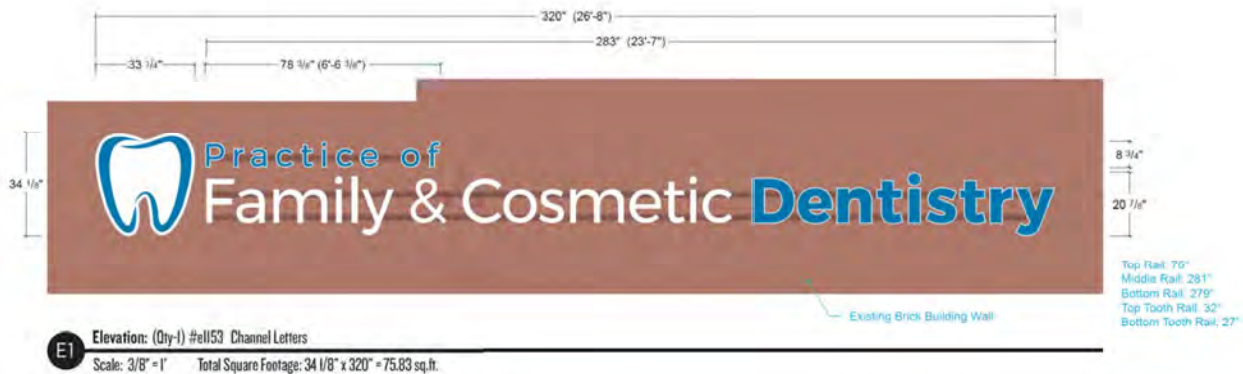 320" (26'-8")
283" (23'-7")
33 1/4"
78 3/8" (6'-6 3/8")
34 1/8"
Practice of
Family & Cosmetic Dentistry
8 3/4"
20 7/8"
Top Rail: 76"
Middle Rail: 281"
Bottom Rail: 279"
Top Tooth Rail: 32"
Bottom Tooth Rail: 27"
Existing Brick Building Wall
E1
Elevation: (Qty-1) #el153 Channel Letters
Scale: 3/8" = 1' Total Square Footage: 34 1/8" x 320" = 75.83 sq.ft.